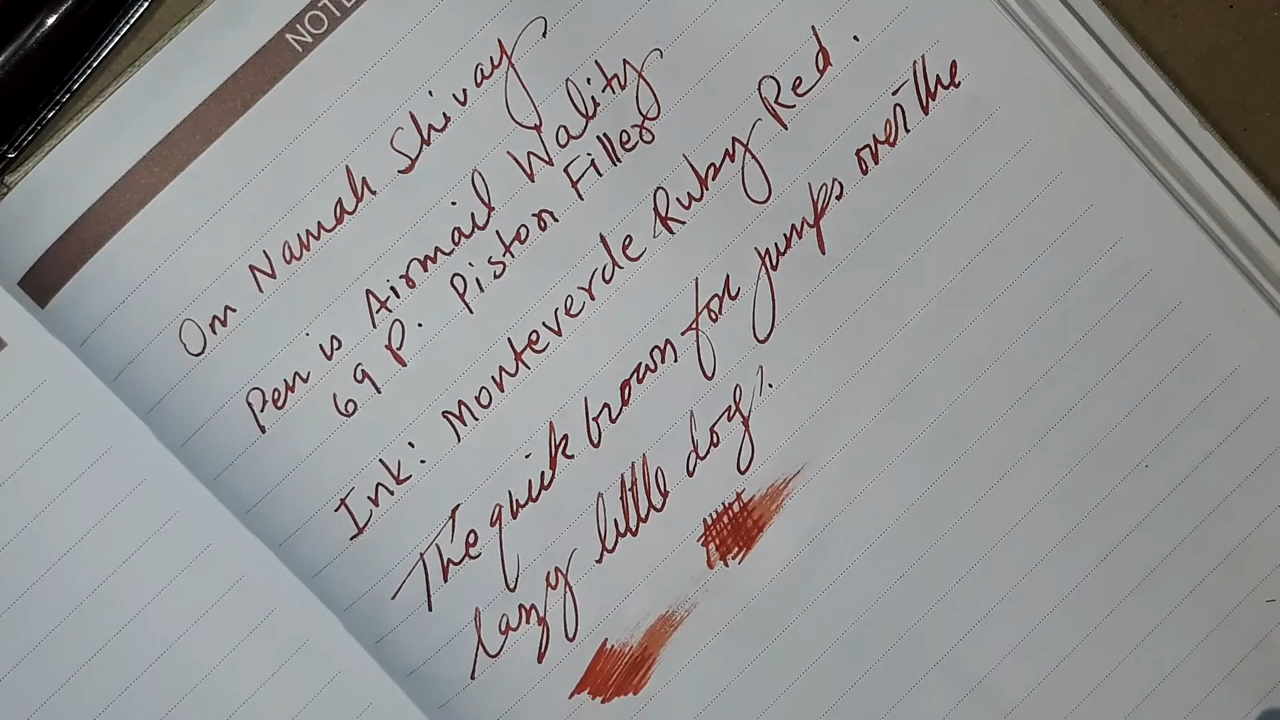 NOTE
Om Namah Shivay
Pen is Airmail Wality
69 P. Piston Filler
Ink: Monteverde Ruby Red.
The quick brown fox jumps over the
lazy little dog.